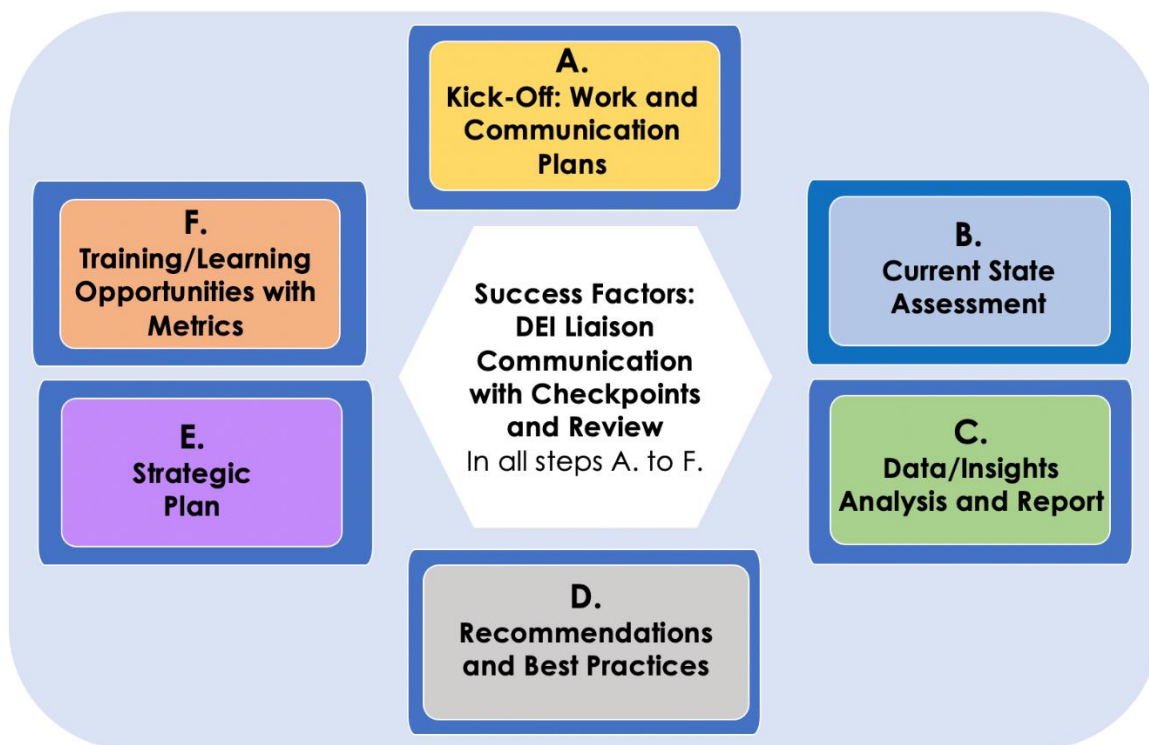 A.
Kick-Off: Work and
Communication
Plans
B.
Current State
Assessment
C.
Data/Insights
Analysis and Report
D.
Recommendations
and Best Practices
E.
Strategic
Plan
F.
Training/Learning
Opportunities with
Metrics
Success Factors:
DEI Liaison
Communication
with Checkpoints
and Review
In all steps A. to F.